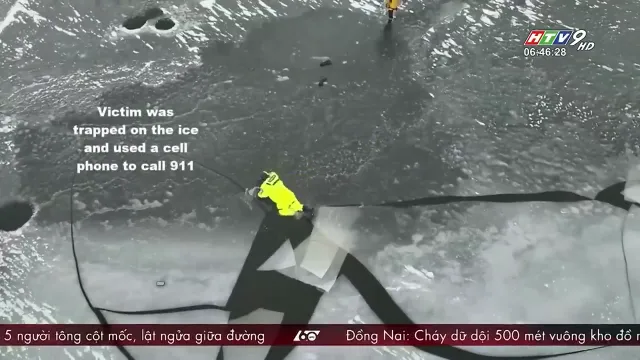 HTV9 HD
06:46:28
Victim was
trapped on the ice
and used a cell
phone to call 911
5 người tông cột mốc, lật ngửa giữa đường 60 Đồng Nai: Cháy dữ dội 500 mét vuông kho đồ